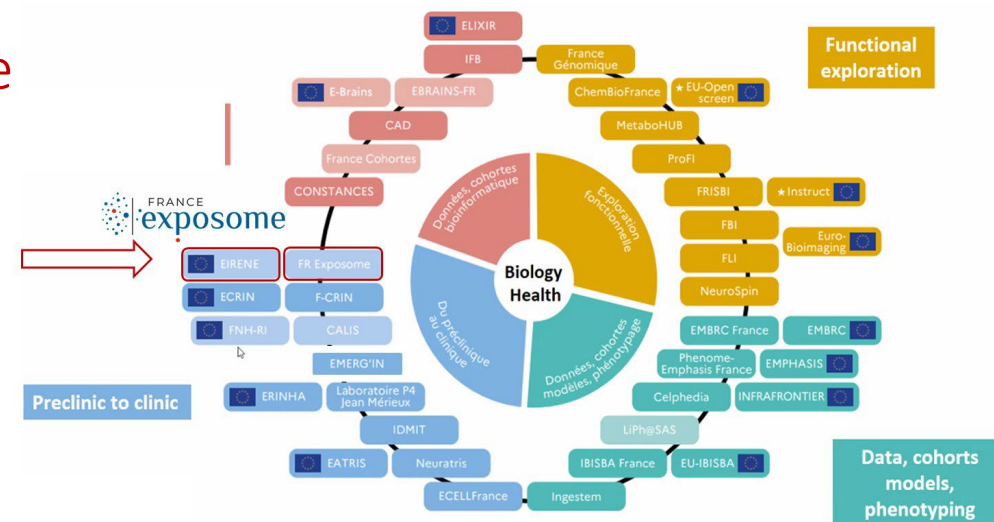 e
ELIXIR
IFB
France
Génomique
Functional
exploration
E-Brains
EBRAINS-FR
ChemBioFrance
★ EU-Open
screen
CAD
MetaboHUB
France Cohortes
ProFI
CONSTANCES
FRISBI
★ Instruct
Données, cohortes
bioinformatique
Exploration
fonctionnelle
FRANCE
exposome
FBI
Euro-
Bioimaging
EIRENE
FR Exposome
FLI
Biology
Health
ECRIN
F-CRIN
NeuroSpin
FNH-RI
CALIS
Du préclinique
au clinique
Données, cohortes
modèles, phénotypage
EMBRC France
EMBRC
EMERG'IN
Phenome-
Emphasis France
EMPHASIS
Preclinic to clinic
ERINHA
Laboratoire P4
Jean Mérieux
Celphedia
INFRAFRONTIER
IDMIT
LiPh@SAS
EATRIS
Neuratris
IBISBA France
EU-IBISBA
ECELLFrance
Ingestem
Data, cohorts
models,
phenotyping